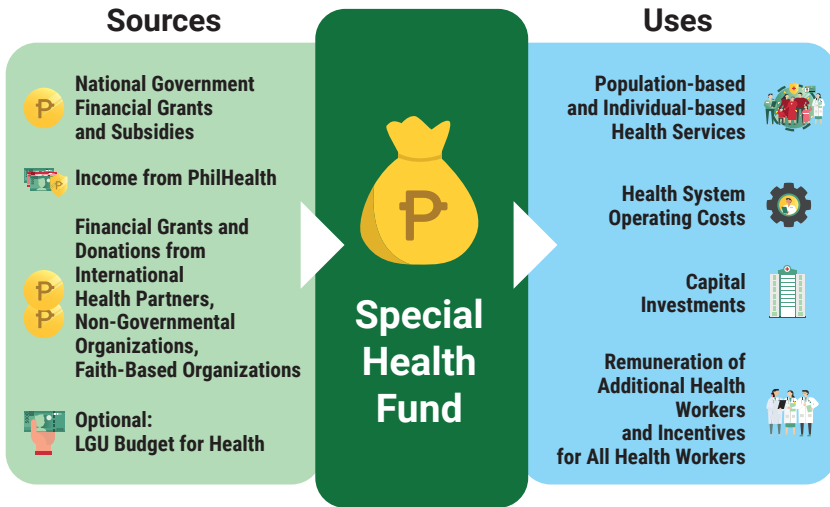 Sources
National Government
Financial Grants
and Subsidies
Income from PhilHealth
Financial Grants and
Donations from
International
Health Partners,
Non-Governmental
Organizations,
Faith-Based Organizations
Optional:
LGU Budget for Health
Special
Health
Fund
Uses
Population-based
and Individual-based
Health Services
Health System
Operating Costs
Capital
Investments
Remuneration of
Additional Health
Workers
and Incentives
for All Health Workers